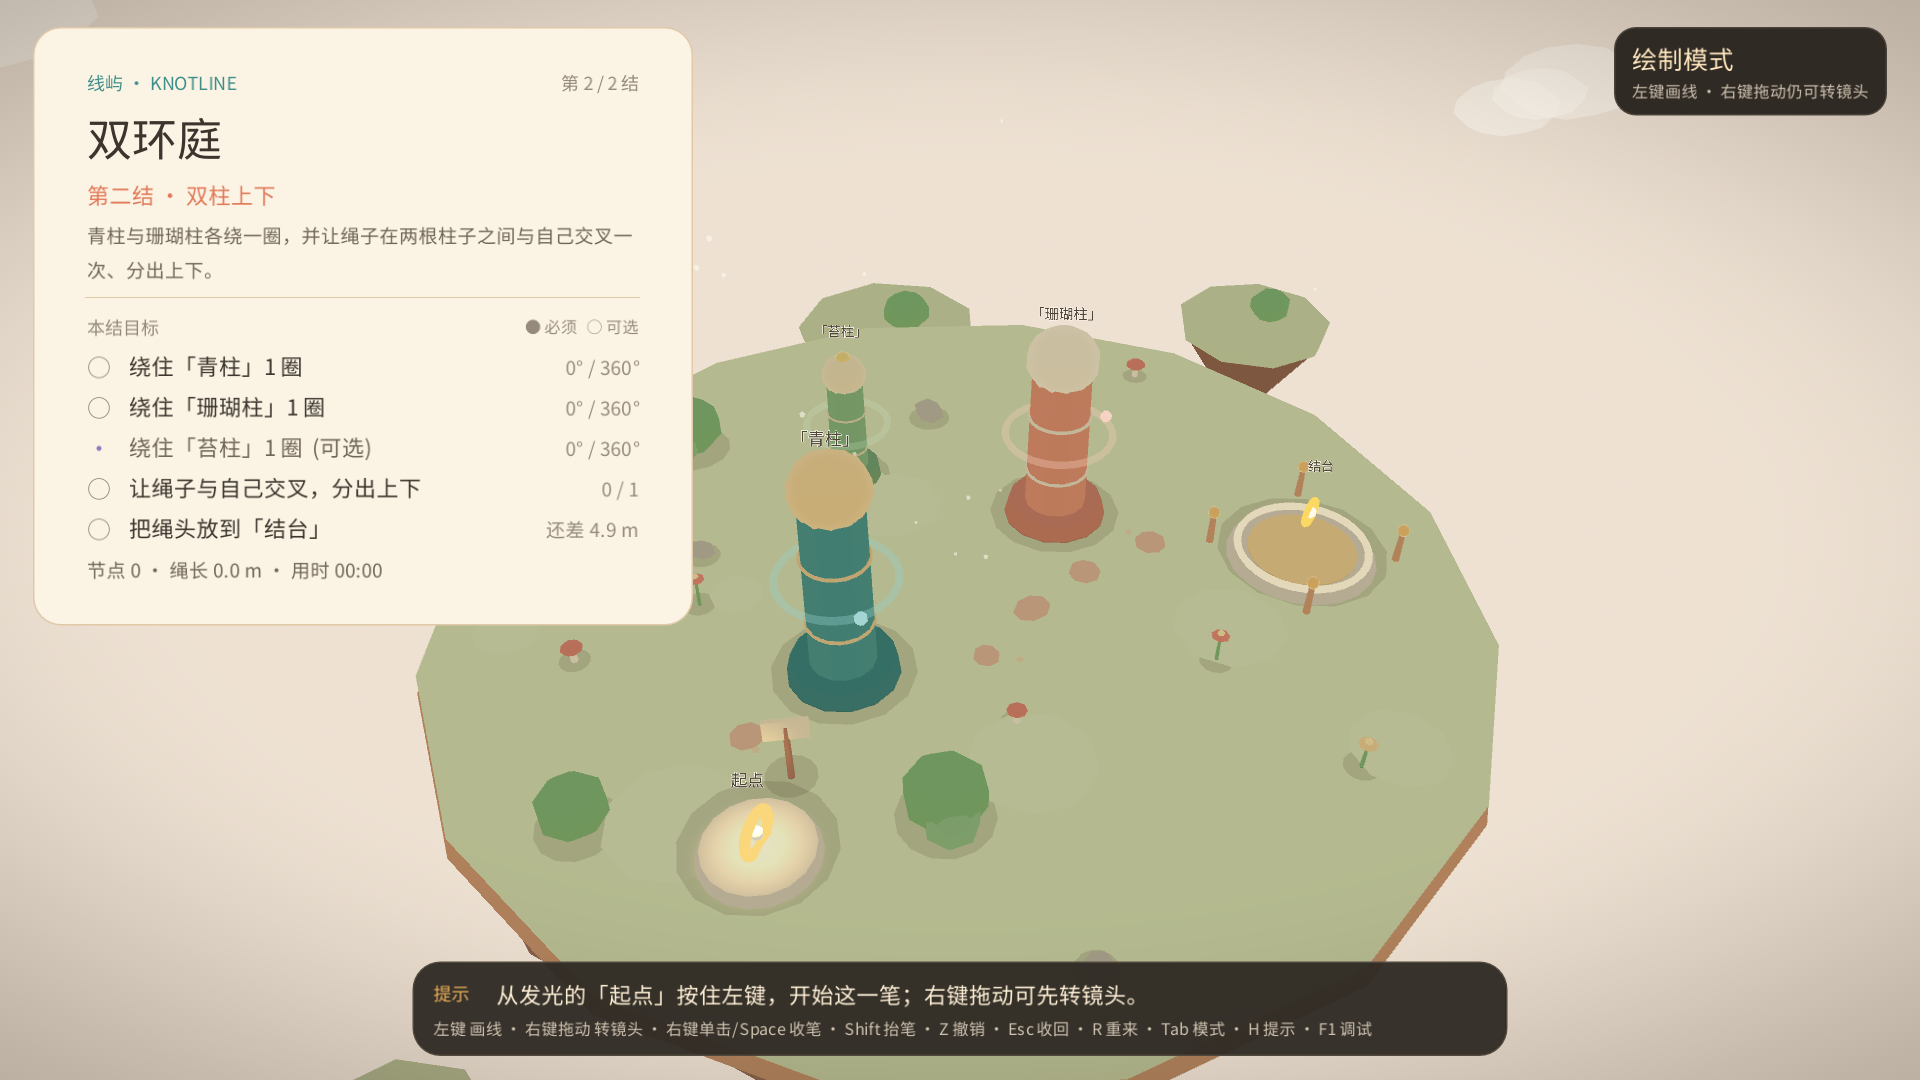 线屿 · KNOTLINE
第 2 / 2 结
双环庭
第二结 · 双柱上下
青柱与珊瑚柱各绕一圈，并让绳子在两根柱子之间与自己交叉一
次、分出上下。
本结目标
必须 可选
绕住「青柱」1 圈
0° / 360°
绕住「珊瑚柱」1 圈
0° / 360°
绕住「苔柱」1 圈 (可选)
0° / 360°
让绳子与自己交叉，分出上下
0 / 1
把绳头放到「结台」
还差 4.9 m
节点 0 · 绳长 0.0 m · 用时 00:00
绘制模式
左键画线 · 右键拖动仍可转镜头
「珊瑚柱」
「苔柱」
「青柱」
结台
起点
提示 从发光的「起点」按住左键，开始这一笔；右键拖动可先转镜头。
左键 画线 · 右键拖动 转镜头 · 右键单击/Space 收笔 · Shift 抬笔 · Z 撤销 · Esc 收回 · R 重来 · Tab 模式 · H 提示 · F1 调试